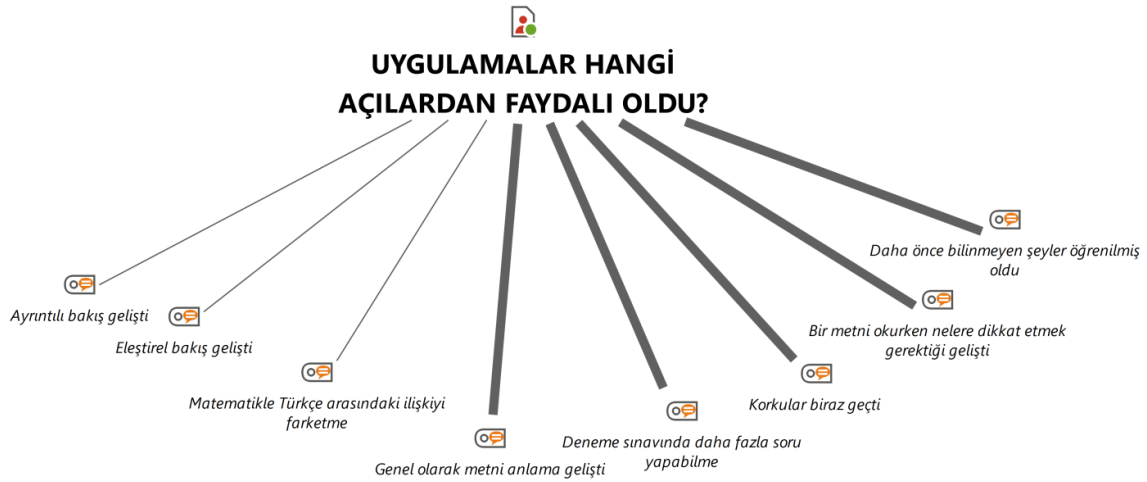 UYGULAMALAR HANGİ
AÇILARDAN FAYDALI OLDU?
Daha önce bilinmeyen şeyler öğrenilmiş
oldu
Ayrıntılı bakış gelişti
Eleştirel bakış gelişti
Bir metni okurken nelere dikkat etmek
gerektiği gelişti
Matematikle Türkçe arasındaki ilişkiyi
farketme
Korkular biraz geçti
Deneme sınavında daha fazla soru
yapabilme
Genel olarak metni anlama gelişti